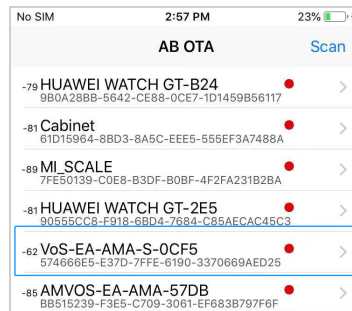 No SIM 2:57 PM 23%
AB OTA Scan
-79 HUAWEI WATCH GT-B24
9B0A28BB-5642-CE88-0CE7-1D1459B56117
-81 Cabinet
61D15964-8BD3-8A5C-EEE5-555EF3A7488A
-89 MI_SCALE
7FE50139-C0E8-B3DF-B0BF-4F2FA231B2BA
-81 HUAWEI WATCH GT-2E5
90555CC8-F918-6BD4-7684-C85AECAC45C3
-62 VoS-EA-AMA-S-0CF5
574666E5-E37D-7FFE-6190-3370669AED25
-85 AMVOS-EA-AMA-57DB
BB515239-F3E5-C709-3061-EF683B797F6F